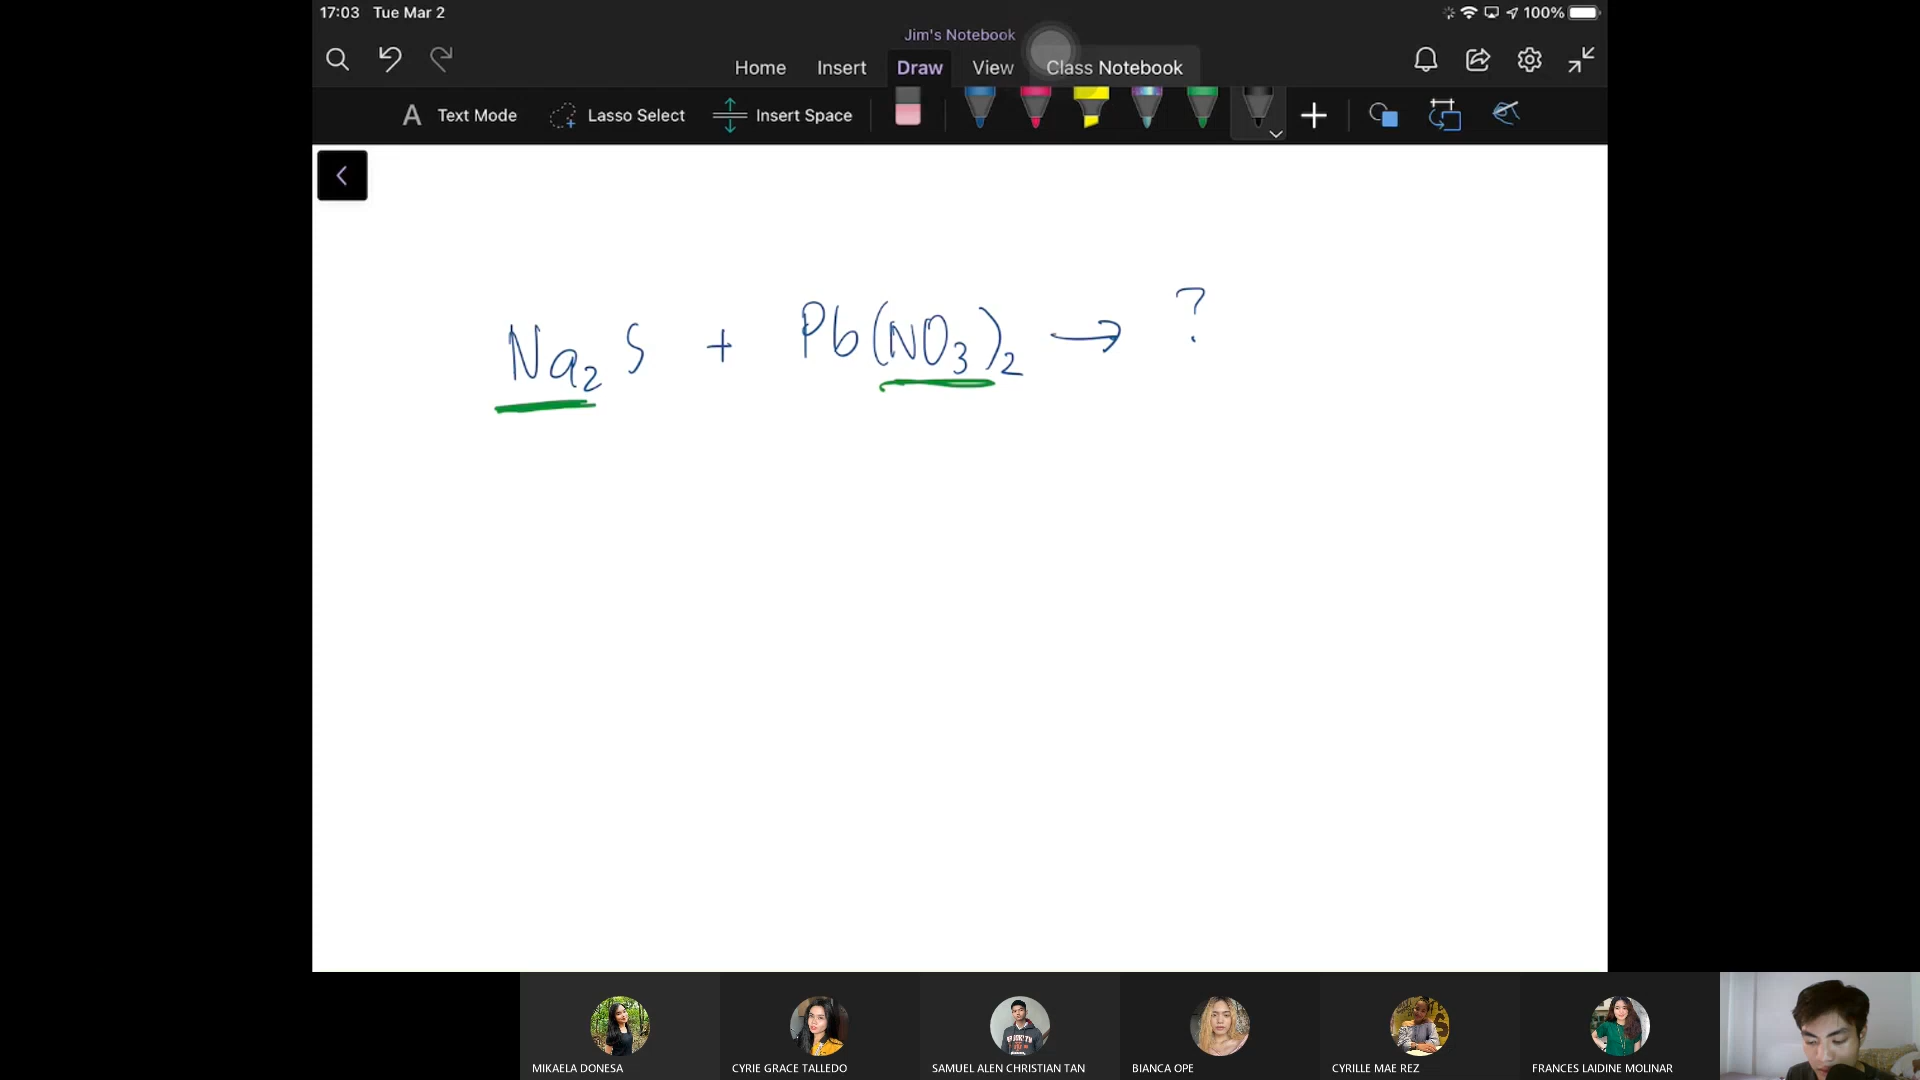 17:03 Tue Mar 2 100%
Jim's Notebook
Home Insert Draw View Class Notebook
A Text Mode Lasso Select Insert Space
Na₂S + Pb(NO₃)₂ → ?
MIKAELA DONESA CYRIE GRACE TALLEDO SAMUEL ALEN CHRISTIAN TAN BIANCA OPE CYRILLE MAE REZ FRANCES LAIDINE MOLINAR